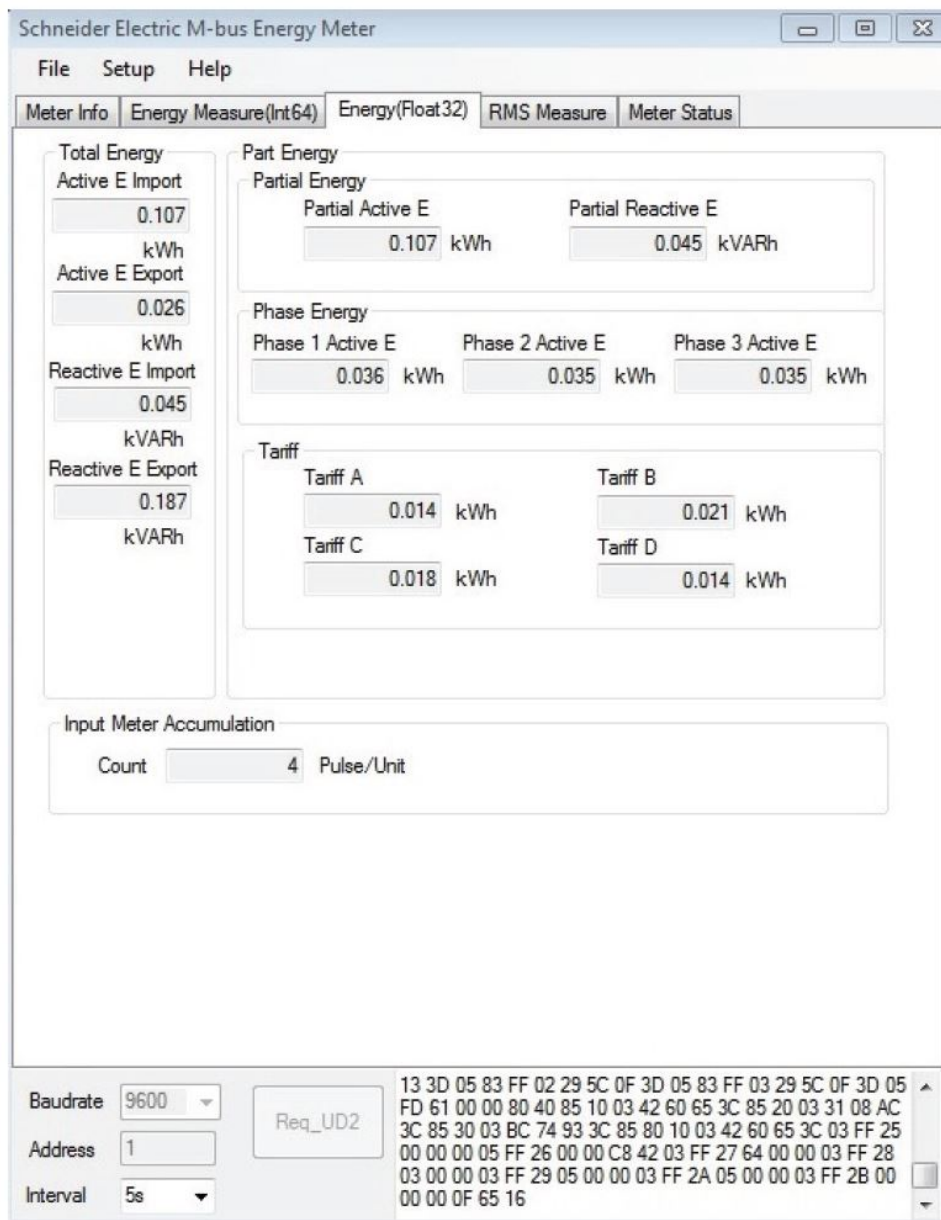 Schneider Electric M-bus Energy Meter
File Setup Help
Meter Info Energy Measure(Int64) Energy(Float32) RMS Measure Meter Status
Total Energy
Active E Import
0.107
kWh
Active E Export
0.026
kWh
Reactive E Import
0.045
kVARh
Reactive E Export
0.187
kVARh
Part Energy
Partial Energy
Partial Active E Partial Reactive E
0.107 kWh 0.045 kVARh
Phase Energy
Phase 1 Active E Phase 2 Active E Phase 3 Active E
0.036 kWh 0.035 kWh 0.035 kWh
Tariff
Tariff A Tariff B
0.014 kWh 0.021 kWh
Tariff C Tariff D
0.018 kWh 0.014 kWh
Input Meter Accumulation
Count 4 Pulse/Unit
Baudrate 9600
Address 1
Interval 5s
Req_UD2
13 3D 05 83 FF 02 29 5C 0F 3D 05 83 FF 03 29 5C 0F 3D 05
FD 61 00 00 80 40 85 10 03 42 60 65 3C 85 20 03 31 08 AC
3C 85 30 03 BC 74 93 3C 85 80 10 03 42 60 65 3C 03 FF 25
00 00 00 05 FF 26 00 00 C8 42 03 FF 27 64 00 00 03 FF 28
03 00 00 03 FF 29 05 00 00 03 FF 2A 05 00 00 03 FF 2B 00
00 00 0F 65 16